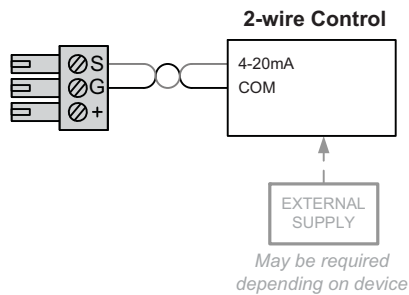 2-wire Control
S
G
+
4-20mA
COM
EXTERNAL
SUPPLY
May be required
depending on device